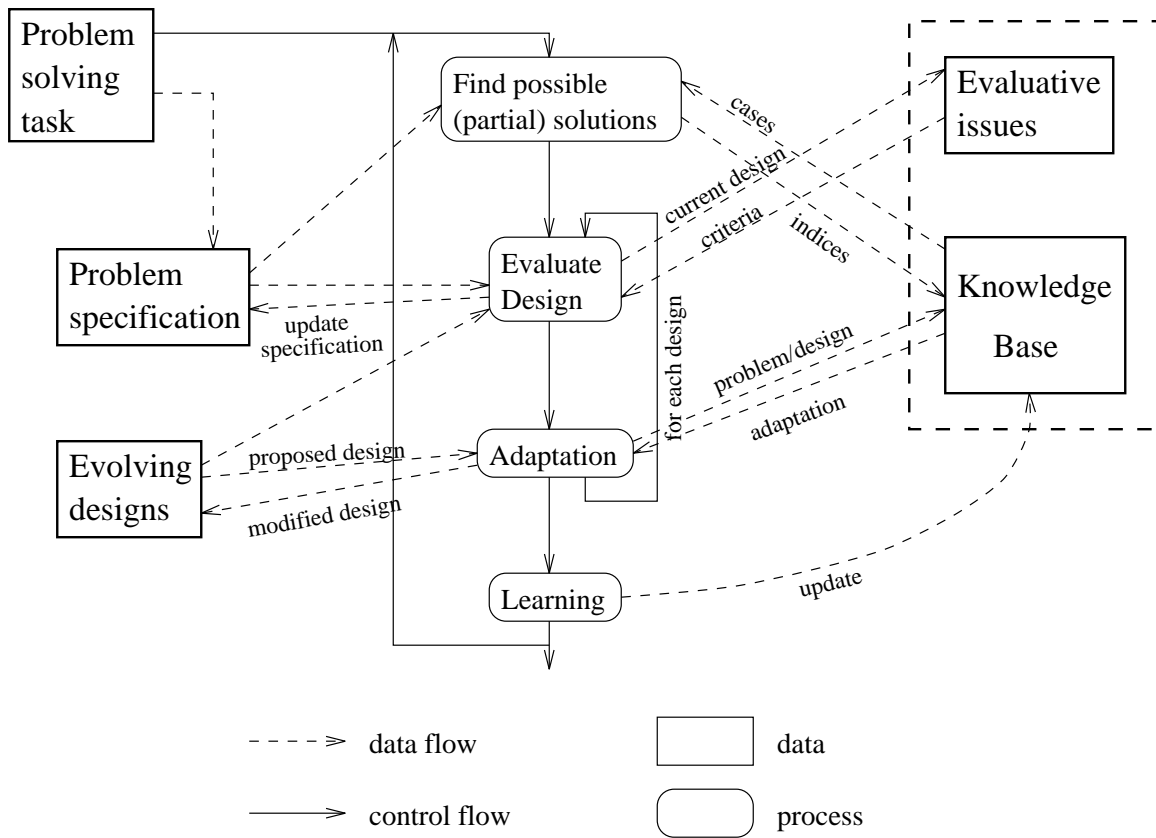 Problem
solving
task
Find possible
(partial) solutions
Evaluative
issues
cases
current design
criteria
indices
Problem
specification
Evaluate
Design
Knowledge
Base
update
specification
for each design
problem/design
adaptation
Evolving
designs
proposed design
modified design
Adaptation
Learning
update
data flow
data
control flow
process